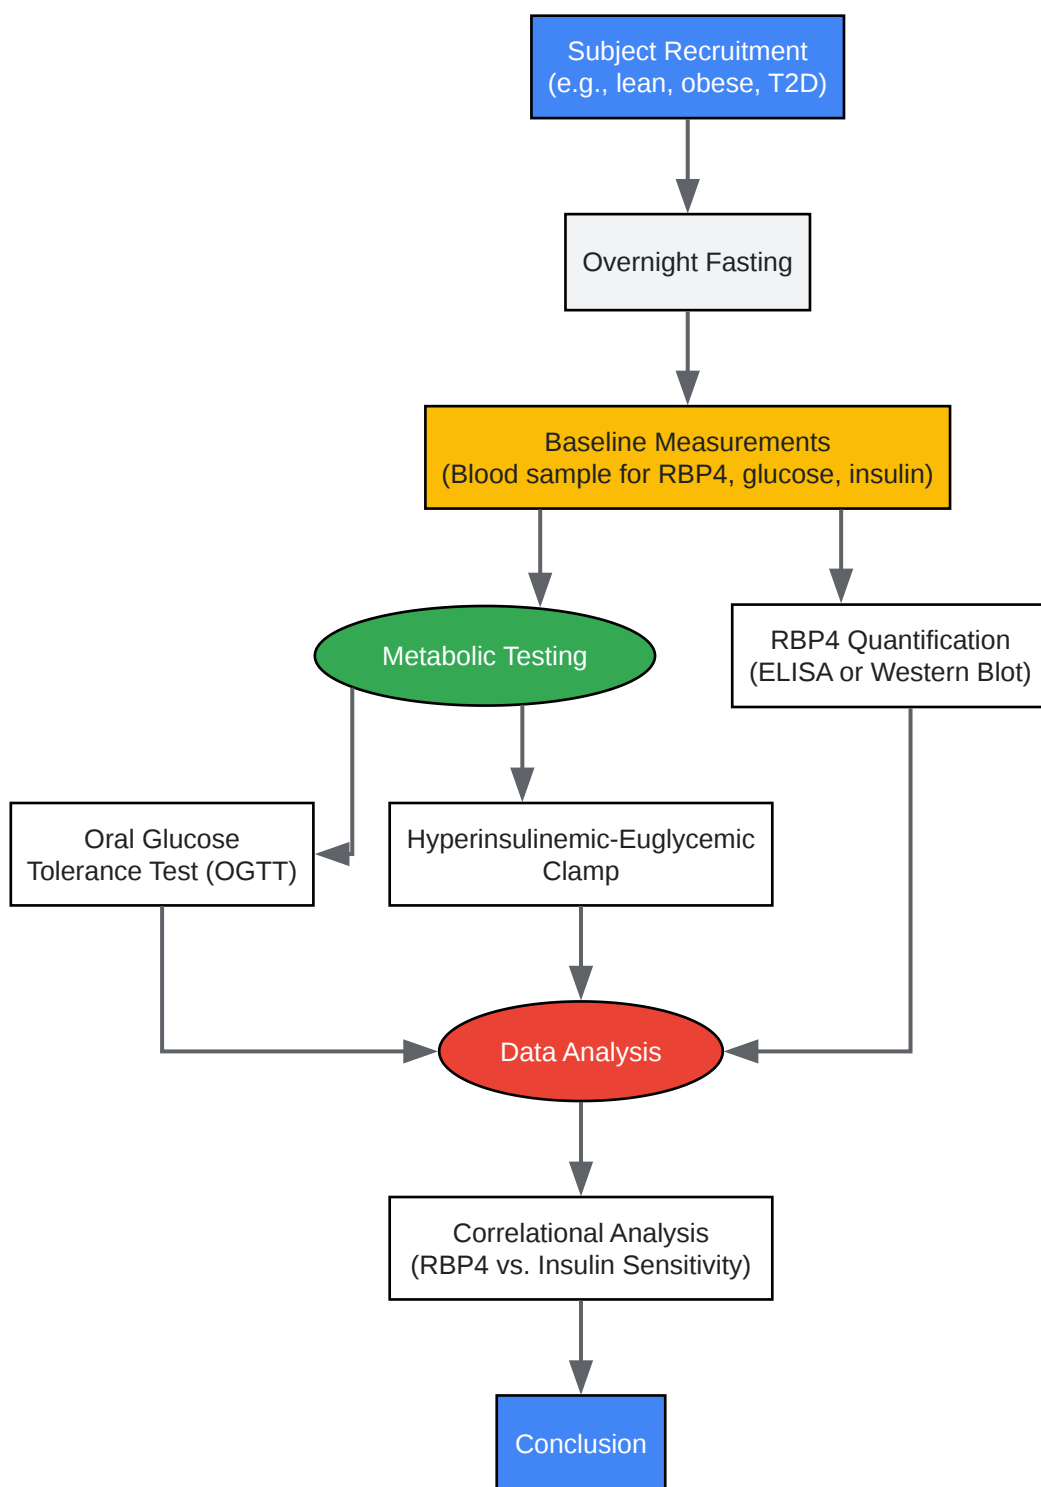 Subject Recruitment
(e.g., lean, obese, T2D)
Overnight Fasting
Baseline Measurements
(Blood sample for RBP4, glucose, insulin)
Metabolic Testing
RBP4 Quantification
(ELISA or Western Blot)
Oral Glucose
Tolerance Test (OGTT)
Hyperinsulinemic-Euglycemic
Clamp
Data Analysis
Correlational Analysis
(RBP4 vs. Insulin Sensitivity)
Conclusion